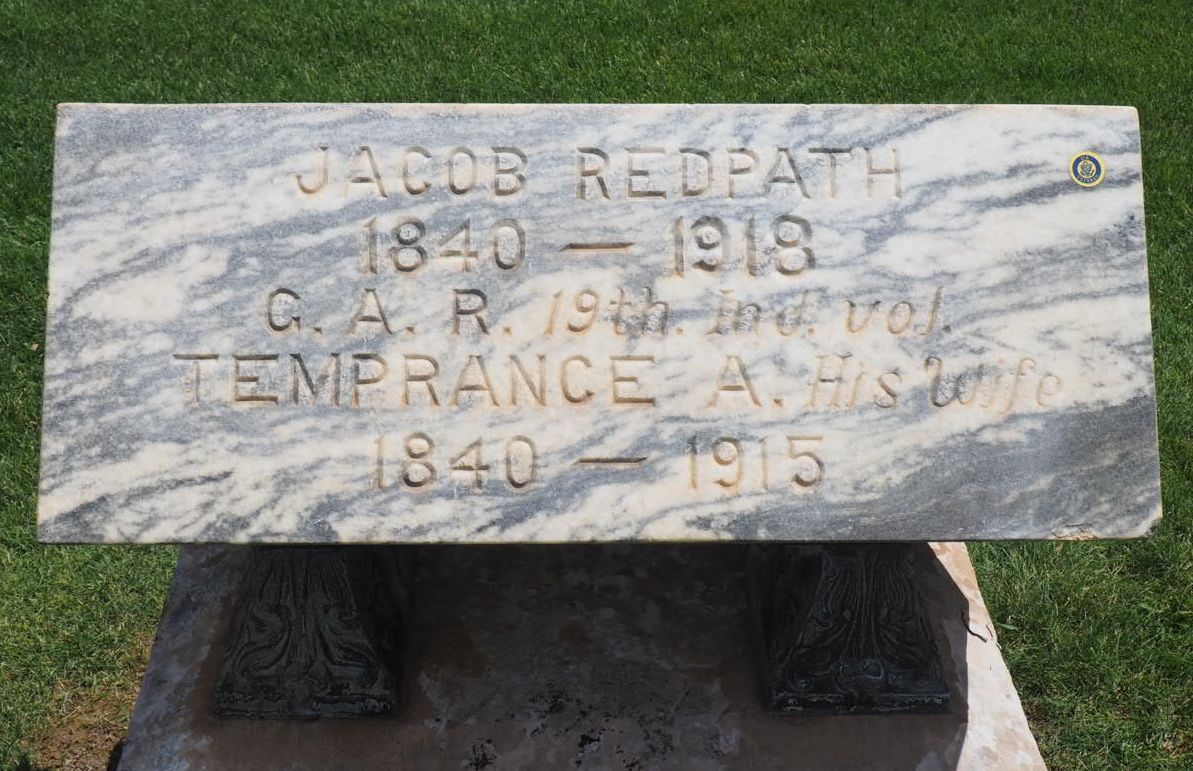 JACOB REDPATH
1840 — 1918
G. A. R. 19th. Ind. vol.
TEMPRANCE A. His Wife
1840 — 1915